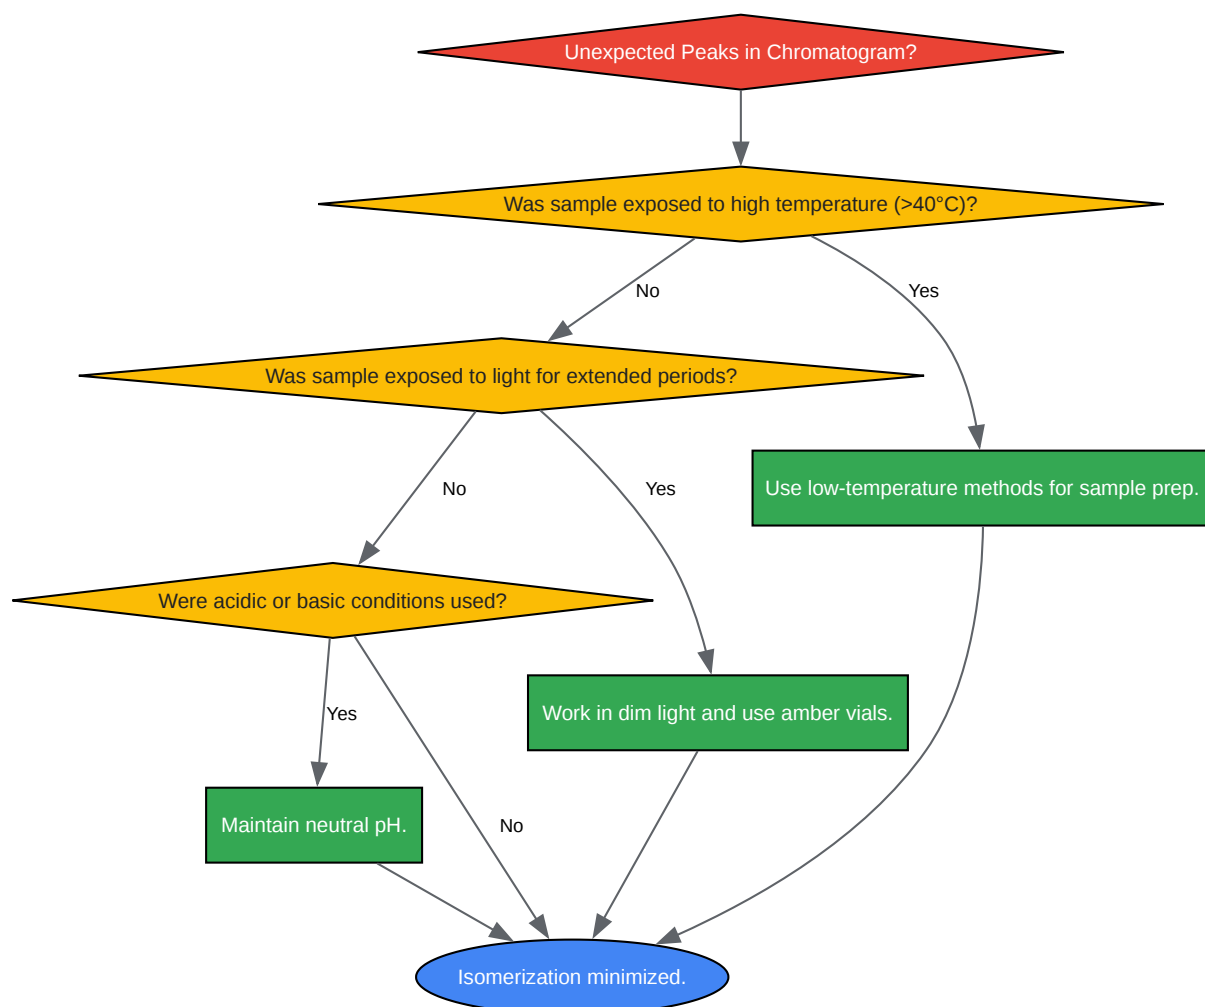 Unexpected Peaks in Chromatogram?
Was sample exposed to high temperature (>40°C)?
No
Yes
Was sample exposed to light for extended periods?
No
Yes
Use low-temperature methods for sample prep.
Were acidic or basic conditions used?
Yes
No
Work in dim light and use amber vials.
Maintain neutral pH.
Isomerization minimized.